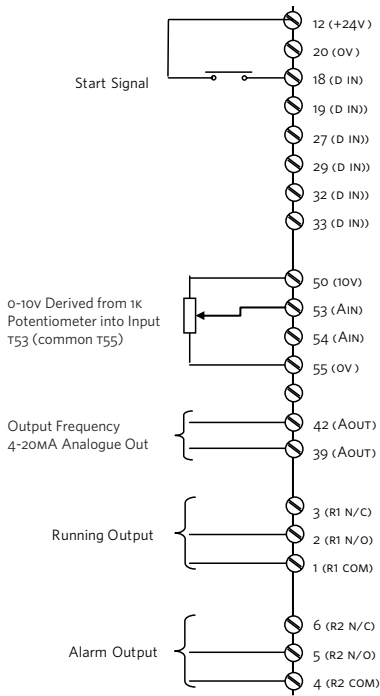 12 (+24V)
20 (0V)
Start Signal
18 (D IN)
19 (D IN))
27 (D IN))
29 (D IN))
32 (D IN))
33 (D IN))
50 (10V)
0-10V Derived from 1K
Potentiometer into Input
T53 (common T55)
53 (AIN)
54 (AIN)
55 (0V )
Output Frequency
4-20MA Analogue Out
42 (AOUT)
39 (AOUT)
3 (R1 N/C)
Running Output
2 (R1 N/O)
1 (R1 COM)
6 (R2 N/C)
Alarm Output
5 (R2 N/O)
4 (R2 COM)